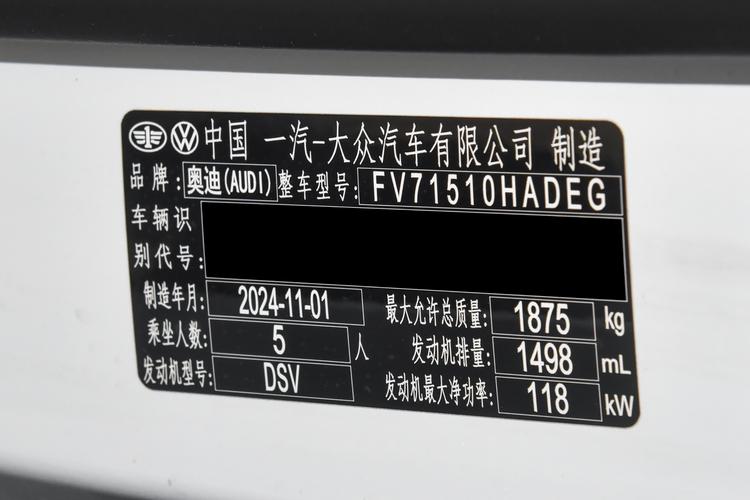 中国 一汽-大众汽车有限公司 制造
品牌: 奥迪(AUDI) 整车型号: FV71510HADEG
车辆识
别代号:
制造年月: 2024-11-01 最大允许总质量: 1875 kg
乘坐人数: 5 人 发动机排量: 1498 mL
发动机型号: DSV 发动机最大净功率: 118 kW